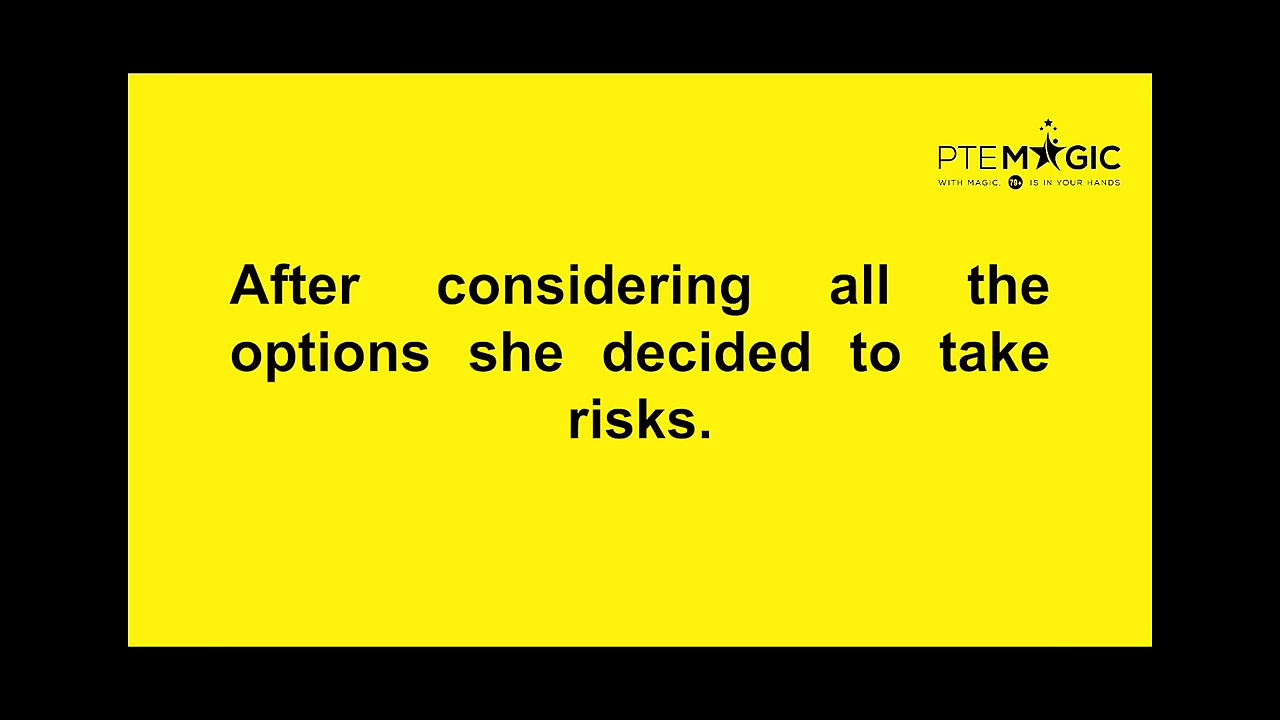 PTEMAGIC
WITH MAGIC, 79+ IS IN YOUR HANDS
After considering all the
options she decided to take
risks.